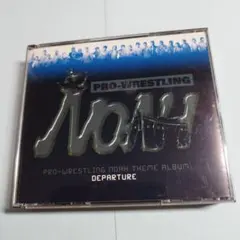 PRO-WRESTLING
NOAH
PRO-WRESTLING NOAH THEME ALBUM:
DEPARTURE